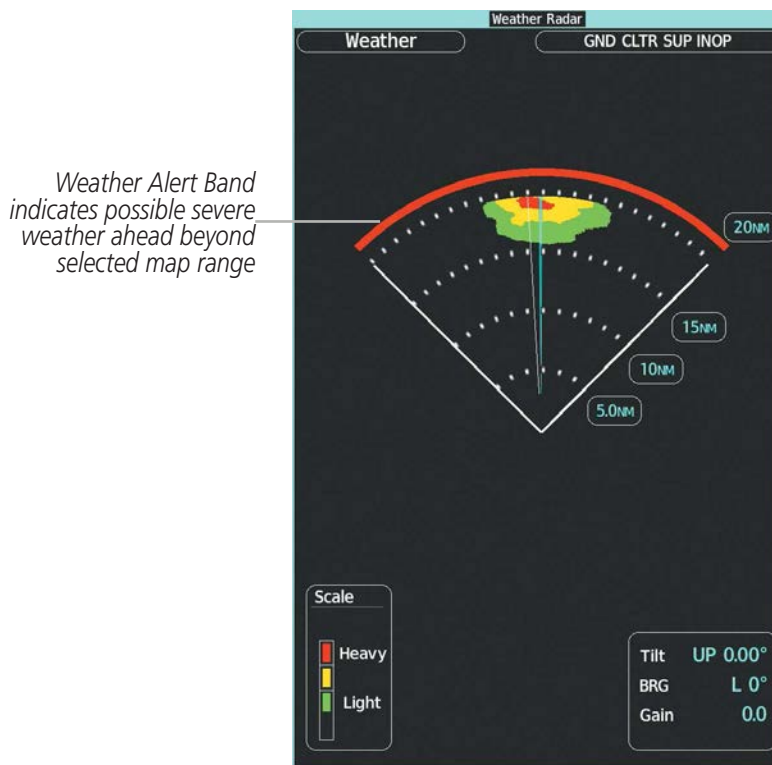 Weather Radar
Weather
GND CLTR SUP INOP
Weather Alert Band
indicates possible severe
weather ahead beyond
selected map range
20NM
15NM
10NM
5.0NM
Scale
Heavy
Light
Tilt UP 0.00°
BRG L 0°
Gain 0.0